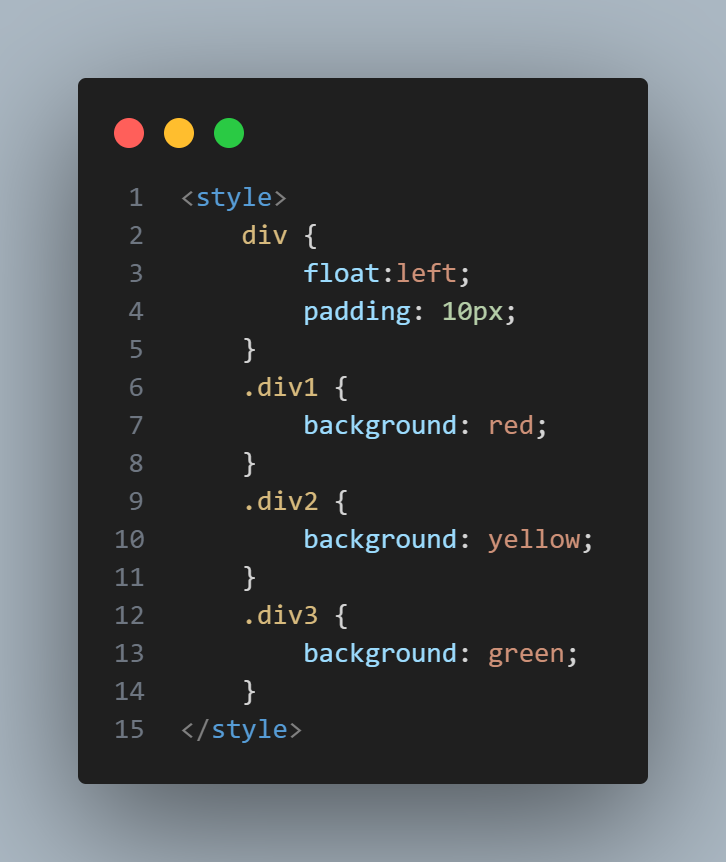 1 <style>
2 div {
3 float:left;
4 padding: 10px;
5 }
6 .div1 {
7 background: red;
8 }
9 .div2 {
10 background: yellow;
11 }
12 .div3 {
13 background: green;
14 }
15 </style>